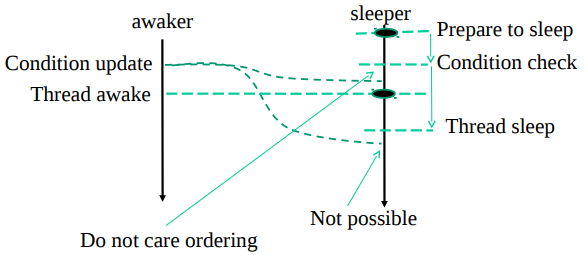 awaker
sleeper
Prepare to sleep
Condition update
Condition check
Thread awake
Thread sleep
Not possible
Do not care ordering